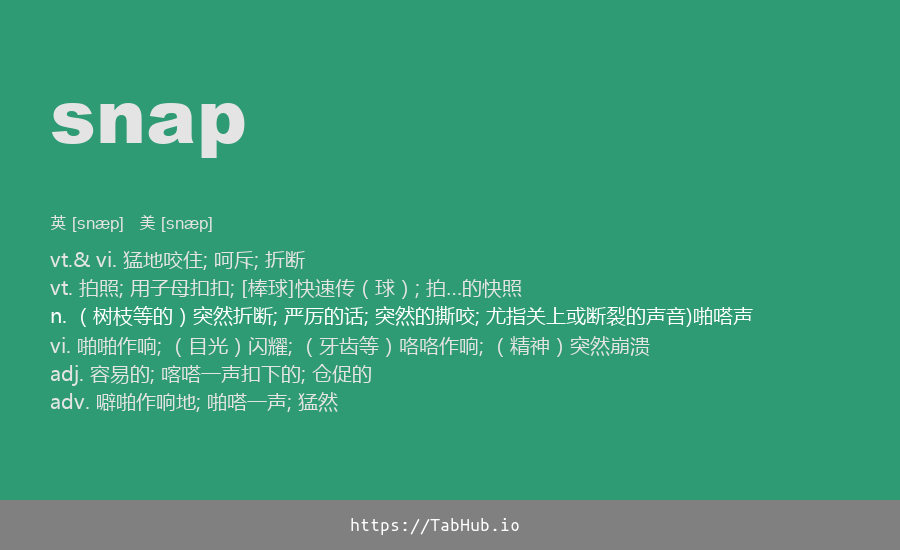 snap
英 [snæp] 美 [snæp]
vt.& vi. 猛地咬住; 呵斥; 折断
vt. 拍照; 用子母扣扣; [棒球]快速传（球）; 拍…的快照
n. （树枝等的）突然折断; 严厉的话; 突然的撕咬; 尤指关上或断裂的声音)啪嗒声
vi. 啪啪作响; （目光）闪耀; （牙齿等）咯咯作响; （精神）突然崩溃
adj. 容易的; 喀嗒一声扣下的; 仓促的
adv. 噼啪作响地; 啪嗒一声; 猛然
https://TabHub.io